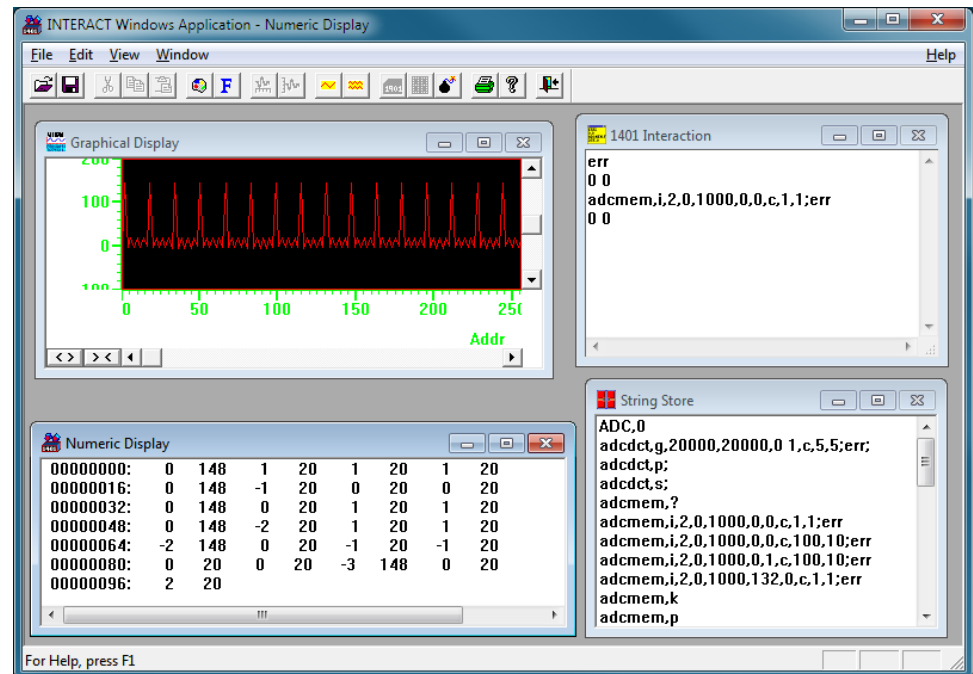 INTERACT Windows Application - Numeric Display
File Edit View Window Help
F 1401 ?
Graphical Display
200
100
0
100
0 50 100 150 200 25
Addr
< > > <
1401 Interaction
err
0 0
adcmem,i,2,0,1000,0,0,c,1,1;err
0 0
Numeric Display
00000000: 0 148 1 20 1 20 1 20
00000016: 0 148 -1 20 0 20 0 20
00000032: 0 148 0 20 1 20 1 20
00000048: 0 148 -2 20 1 20 1 20
00000064: -2 148 0 20 -1 20 -1 20
00000080: 0 20 0 20 -3 148 0 20
00000096: 2 20
String Store
ADC,0
adcdct,g,20000,20000,0 1,c,5,5;err;
adcdct,p;
adcdct,s;
adcmem,?
adcmem,i,2,0,1000,0,0,c,1,1;err
adcmem,i,2,0,1000,0,0,c,100,10;err
adcmem,i,2,0,1000,0,1,c,100,10;err
adcmem,i,2,0,1000,132,0,c,1,1;err
adcmem,k
adcmem,p
For Help, press F1